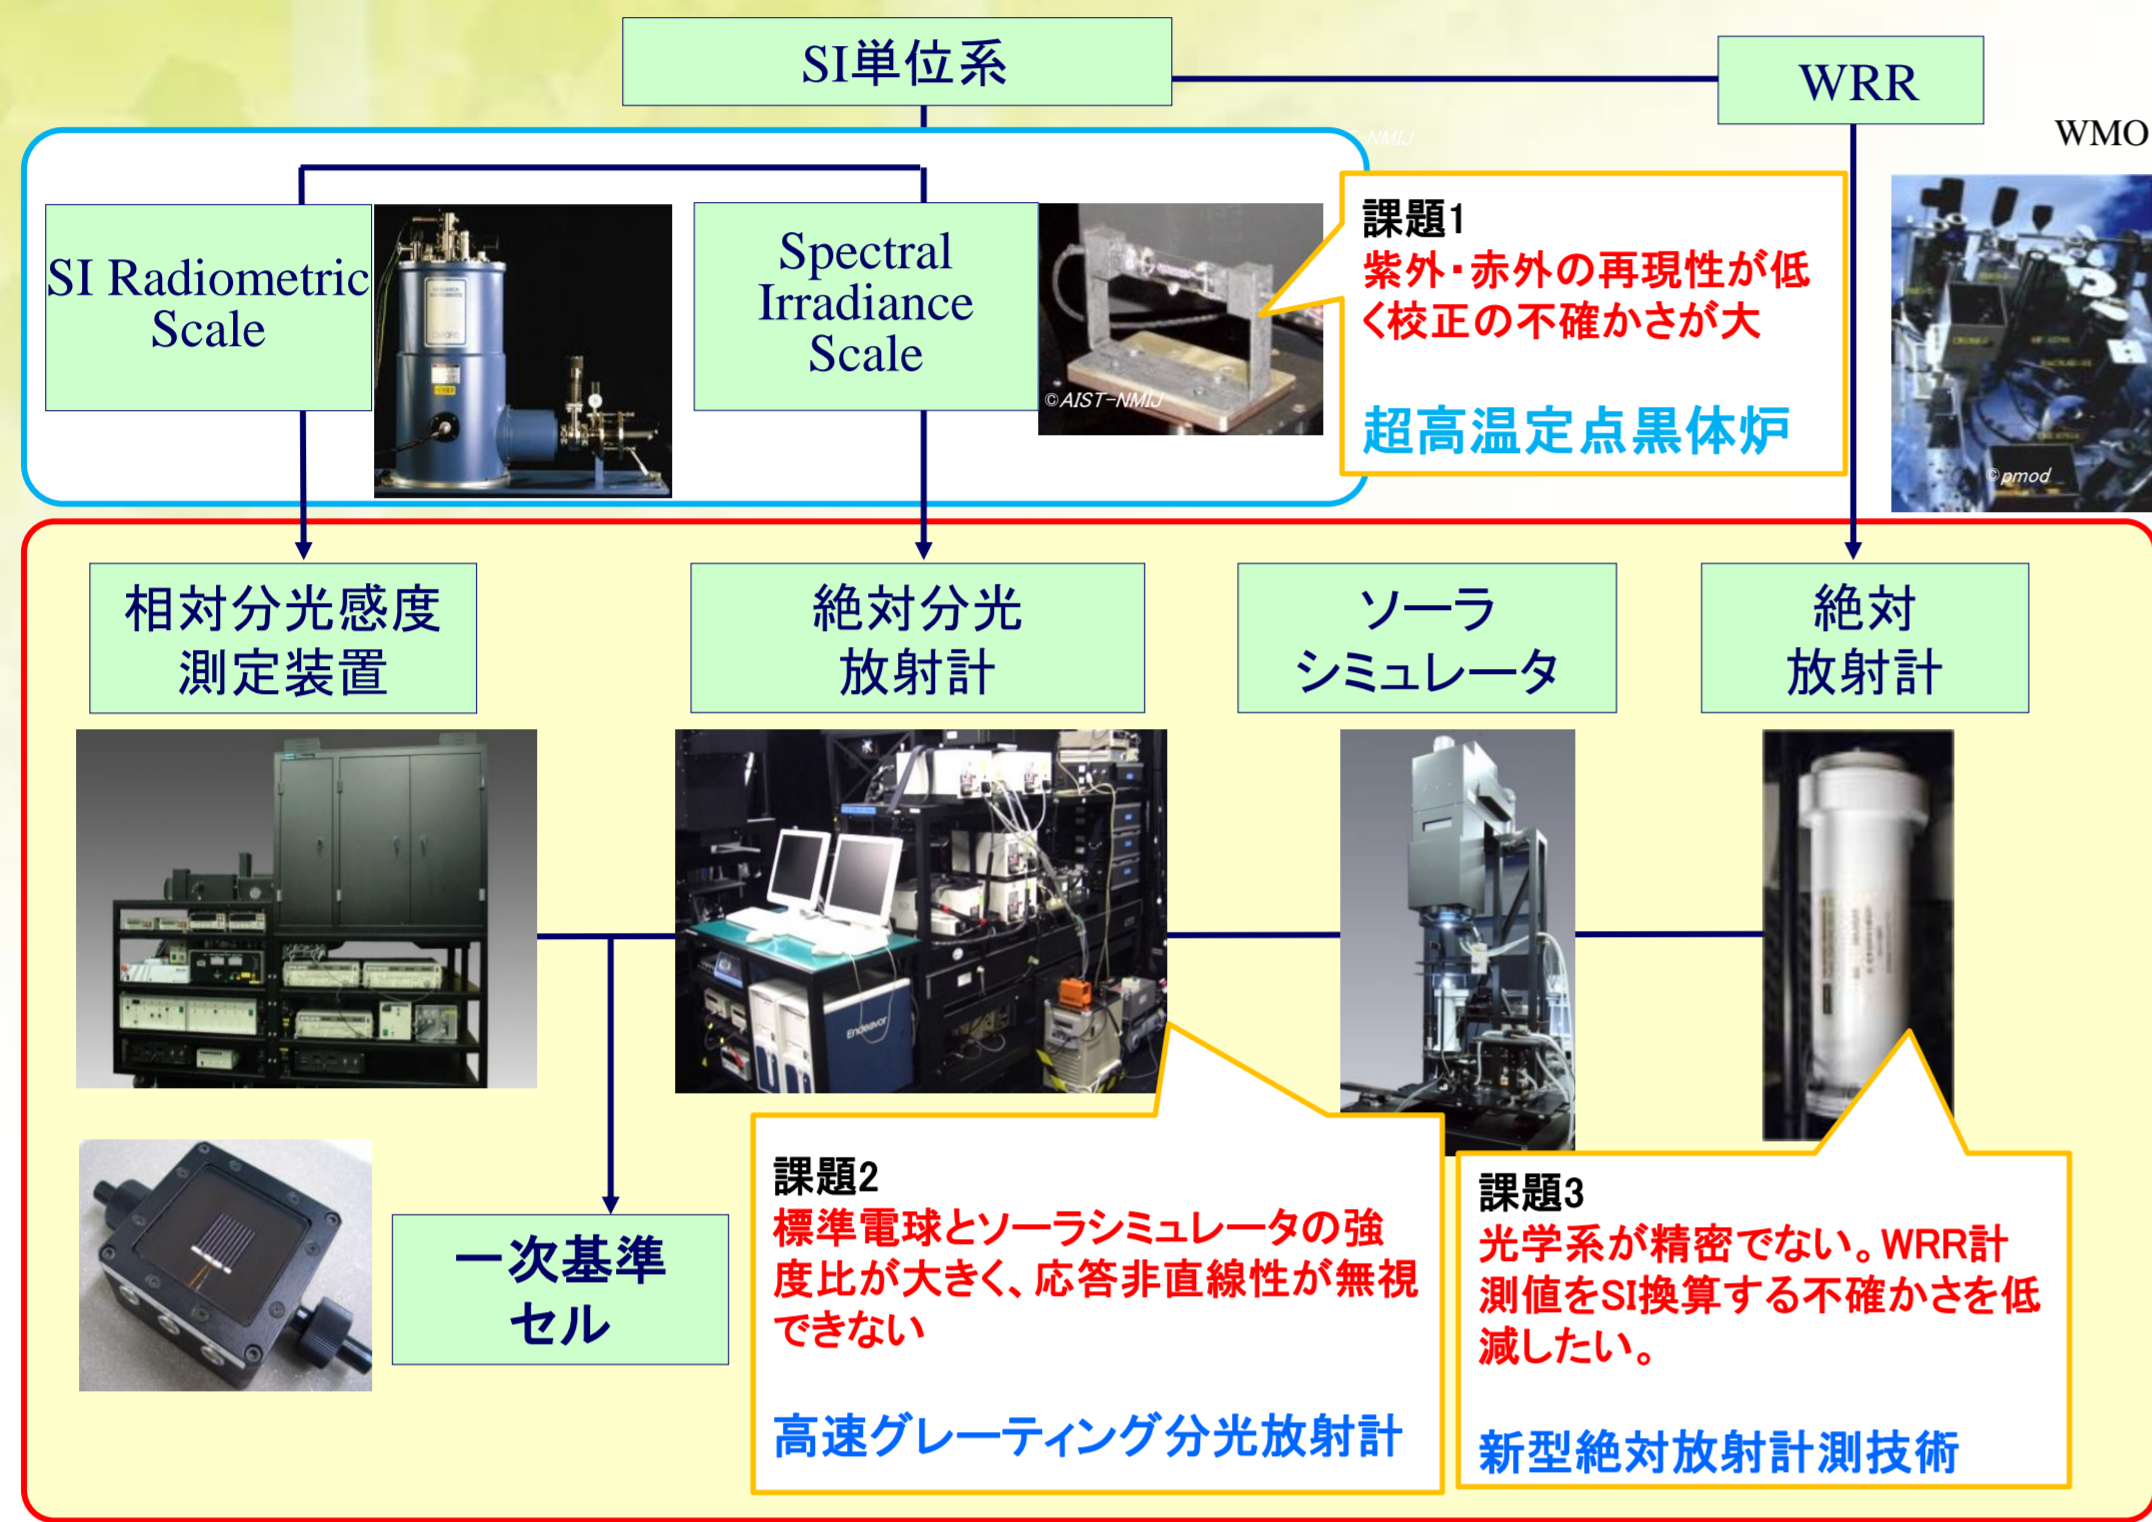 SI単位系
WRR
WMO
SI Radiometric
Scale
Spectral
Irradiance
Scale
©AIST-NMIJ
課題1
紫外・赤外の再現性が低
く校正の不確かさが大
超高温定点黒体炉
©pmod
相対分光感度
測定装置
絶対分光
放射計
ソーラ
シミュレータ
絶対
放射計
Endeavor
一次基準
セル
課題2
標準電球とソーラシミュレータの強
度比が大きく、応答非直線性が無視
できない
高速グレーティング分光放射計
課題3
光学系が精密でない。WRR計
測値をSI換算する不確かさを低
減したい。
新型絶対放射計測技術